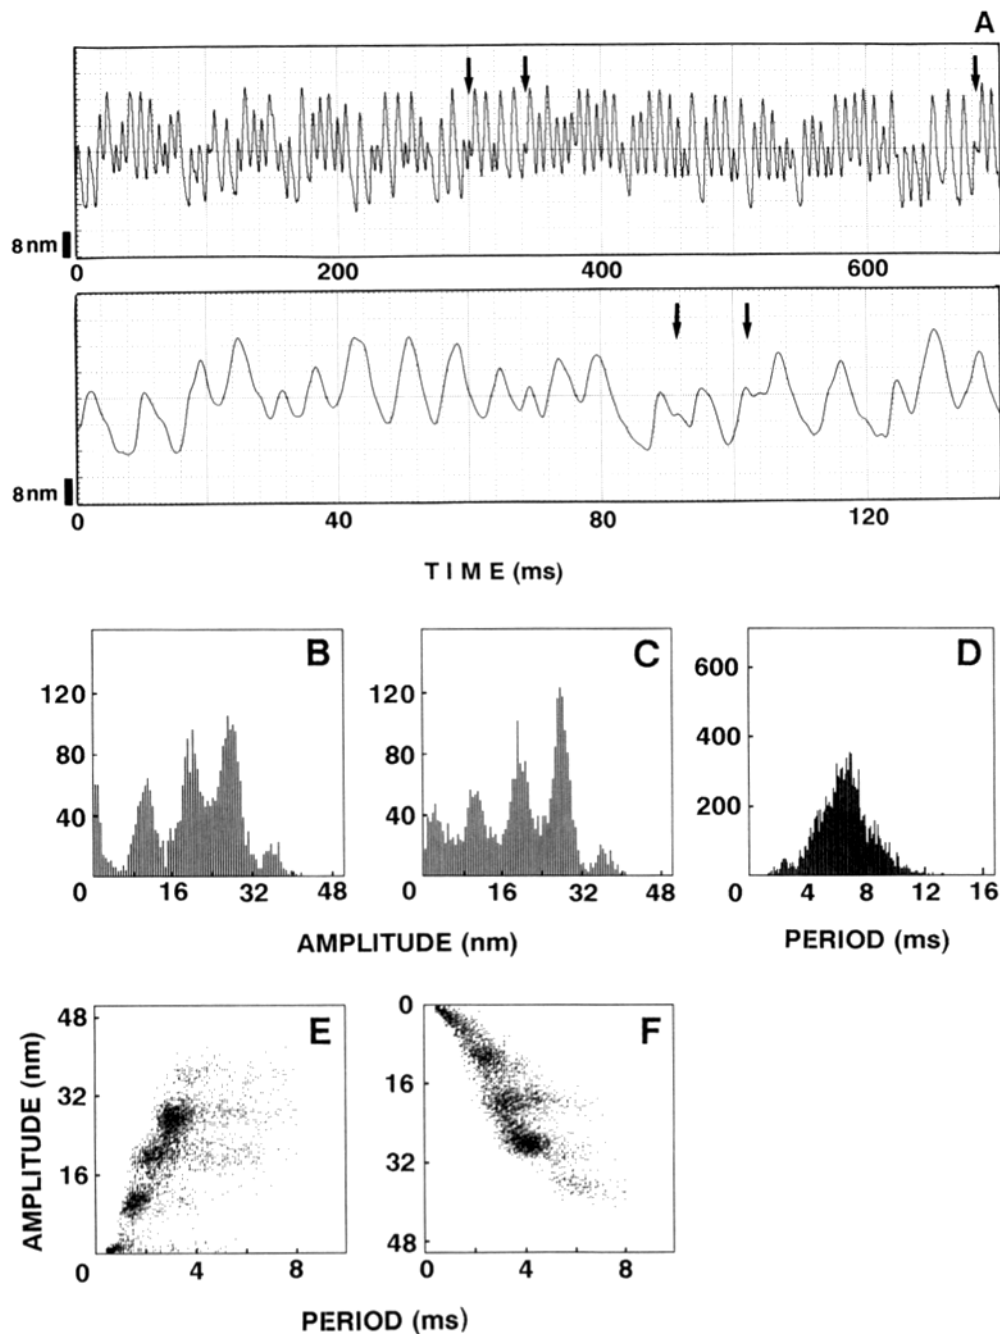 A
8 nm
0 200 400 600
8 nm
0 40 80 120
T I M E (ms)
B C D
120 120 600
80 80 400
40 40 200
0 16 32 48 0 16 32 48 0 4 8 12 16
AMPLITUDE (nm) PERIOD (ms)
E F
48 0
32 16
16 32
48
AMPLITUDE (nm)
0 4 8 0 4 8
PERIOD (ms)